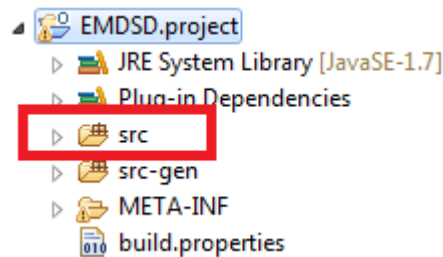 EMDSD.project
JRE System Library [JavaSE-1.7]
Plug-in Dependencies
src
src-gen
META-INF
build.properties